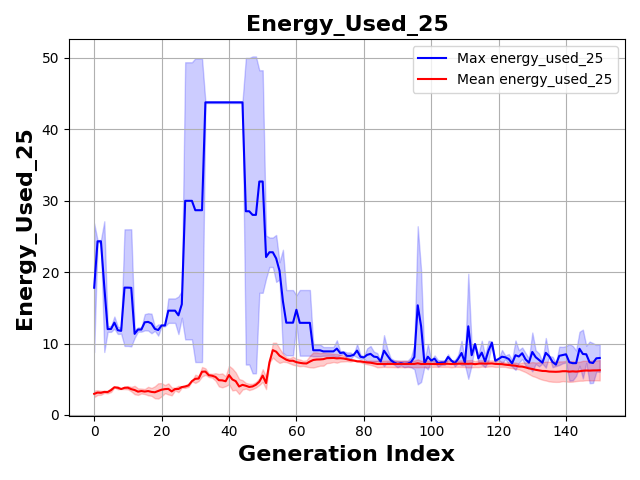 Energy_Used_25
Max energy_used_25
Mean energy_used_25
Energy_Used_25
50
40
30
20
10
0
0 20 40 60 80 100 120 140
Generation Index